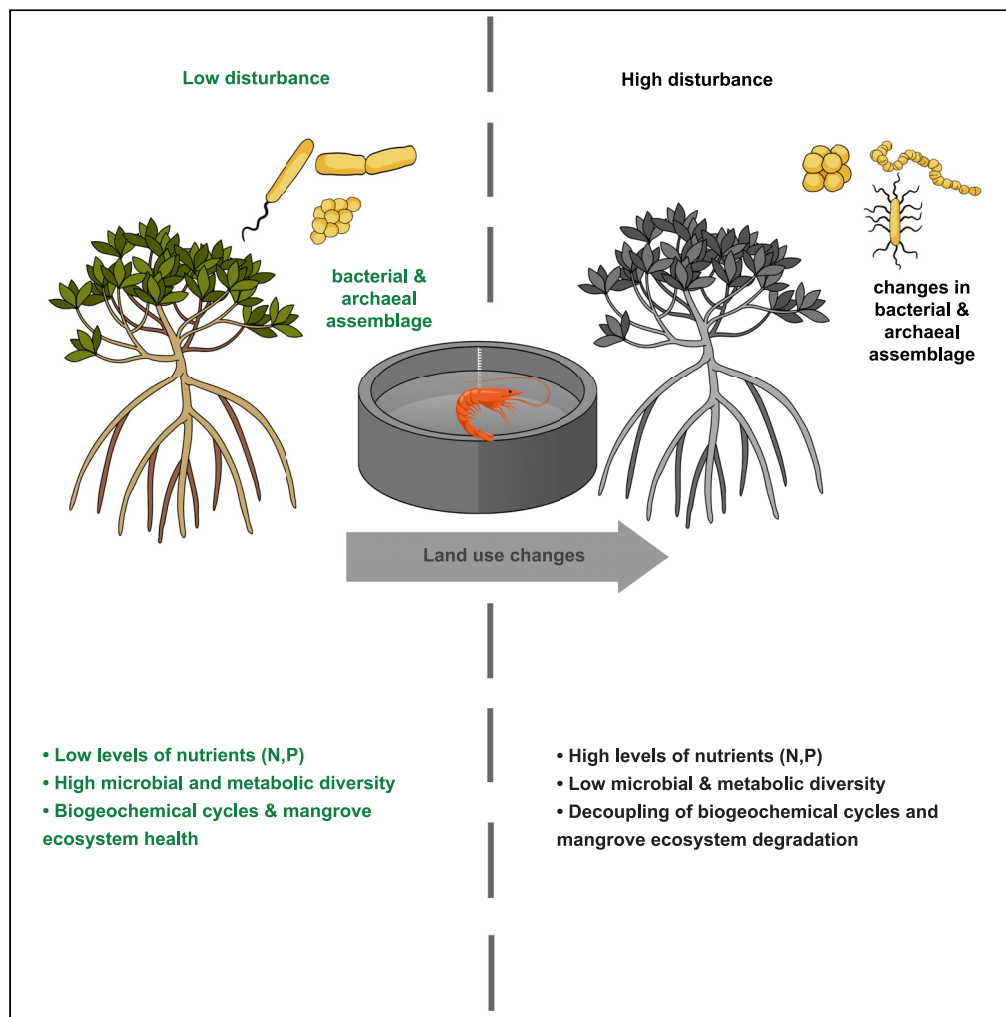 Low disturbance
High disturbance
bacterial &
archaeal
assemblage
changes in
bacterial &
archaeal
assemblage
Land use changes
• Low levels of nutrients (N,P)
• High microbial and metabolic diversity
• Biogeochemical cycles & mangrove
ecosystem health
• High levels of nutrients (N,P)
• Low microbial & metabolic diversity
• Decoupling of biogeochemical cycles and
mangrove ecosystem degradation